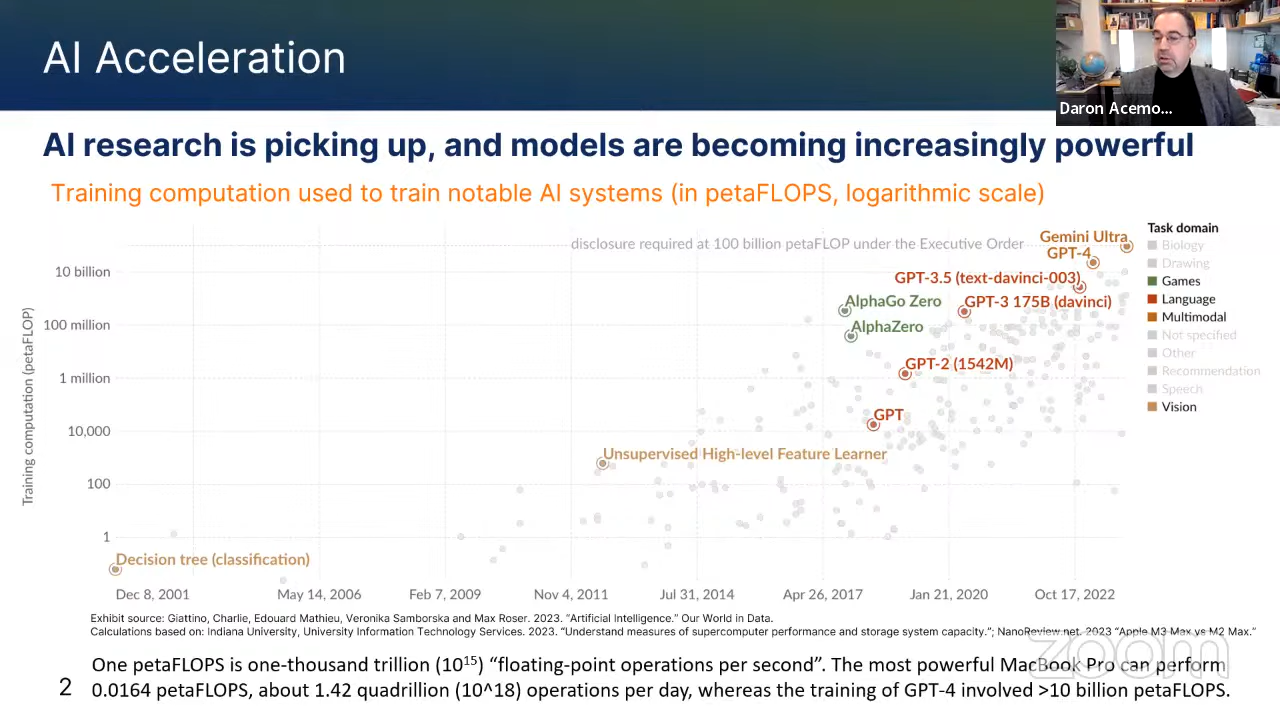 AI Acceleration
Daron Acemo...
AI research is picking up, and models are becoming increasingly powerful
Training computation used to train notable AI systems (in petaFLOPS, logarithmic scale)
Training computation (petaFLOP)
disclosure required at 100 billion petaFLOP under the Executive Order
10 billion
100 million
1 million
10,000
100
1
Gemini Ultra
GPT-4
GPT-3.5 (text-davinci-003)
AlphaGo Zero
GPT-3 175B (davinci)
AlphaZero
GPT-2 (1542M)
GPT
Unsupervised High-level Feature Learner
Decision tree (classification)
Dec 8, 2001
May 14, 2006
Feb 7, 2009
Nov 4, 2011
Jul 31, 2014
Apr 26, 2017
Jan 21, 2020
Oct 17, 2022
Task domain
Biology
Drawing
Games
Language
Multimodal
Not specified
Other
Recommendation
Speech
Vision
Exhibit source: Giattino, Charlie, Edouard Mathieu, Veronika Samborska and Max Roser. 2023. “Artificial Intelligence.” Our World in Data.
Calculations based on: Indiana University, University Information Technology Services. 2023. “Understand measures of supercomputer performance and storage system capacity.”; NanoReview.net. 2023 “Apple M3 Max vs M2 Max.”
One petaFLOPS is one-thousand trillion (10¹⁵) “floating-point operations per second”. The most powerful MacBook Pro can perform
0.0164 petaFLOPS, about 1.42 quadrillion (10^18) operations per day, whereas the training of GPT-4 involved >10 billion petaFLOPS.
2
zoom